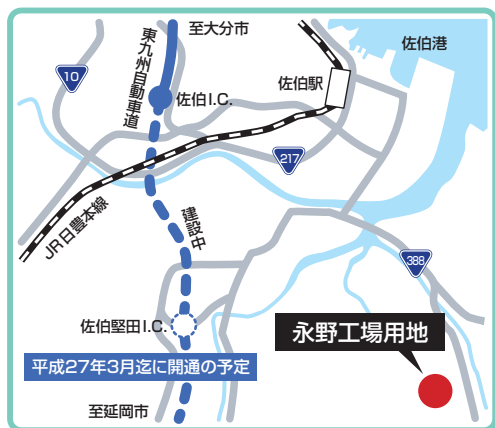 至大分市
佐伯港
東九州自動車道
10
佐伯駅
佐伯I.C.
217
JR日豊本線
建設中
388
佐伯堅田I.C.
永野工場用地
平成27年3月迄に開通の予定
至延岡市